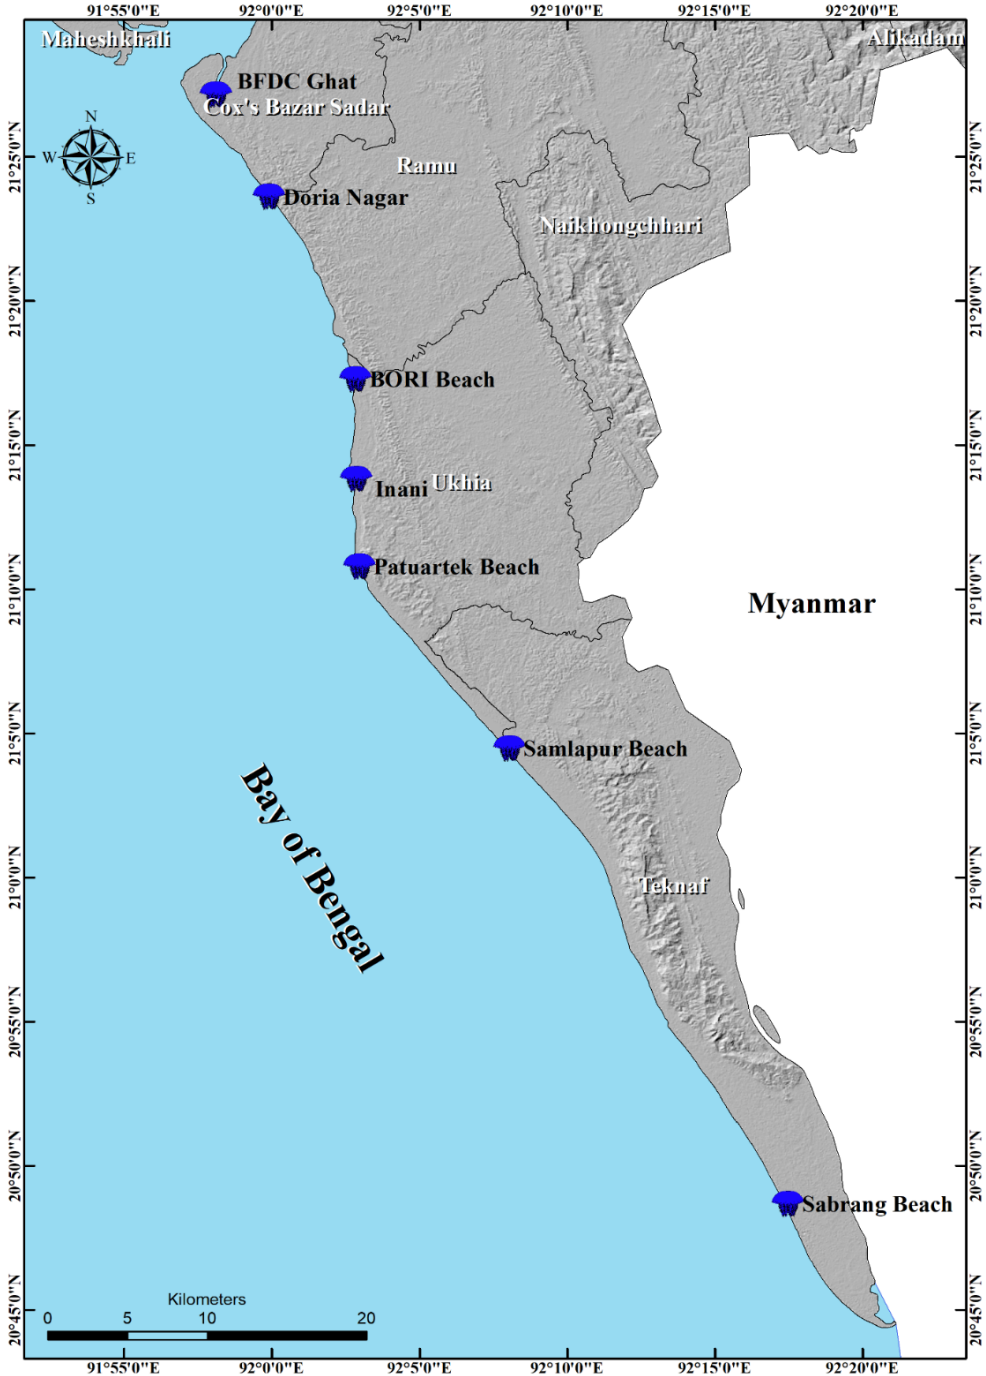 91°55'0"E 92°0'0"E 92°5'0"E 92°10'0"E 92°15'0"E 92°20'0"E
Maheshkhali
Alikadam
BFDC Ghat
Cox's Bazar Sadar
N
W E
S
21°25'0"N 21°25'0"N
Ramu
Doria Nagar
Naikhongchhari
21°20'0"N 21°20'0"N
BORI Beach
21°15'0"N 21°15'0"N
Inani
Ukhia
Patuartek Beach
21°10'0"N 21°10'0"N
Myanmar
21°5'0"N 21°5'0"N
Samlapur Beach
Bay of Bengal
21°0'0"N 21°0'0"N
Teknaf
20°55'0"N 20°55'0"N
20°50'0"N 20°50'0"N
Sabrang Beach
20°45'0"N 20°45'0"N
Kilometers
0 5 10 20
91°55'0"E 92°0'0"E 92°5'0"E 92°10'0"E 92°15'0"E 92°20'0"E